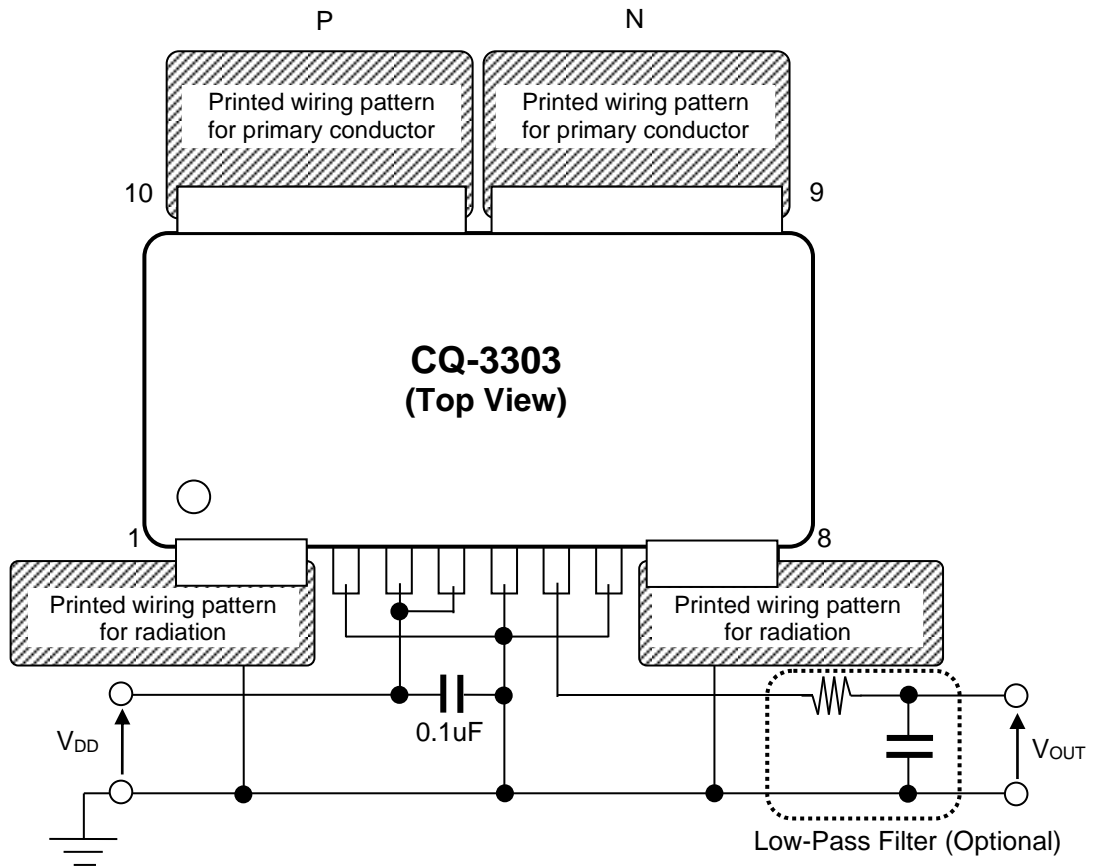 P
N
Printed wiring pattern
for primary conductor
Printed wiring pattern
for primary conductor
10
9
CQ-3303
(Top View)
1
8
Printed wiring pattern
for radiation
Printed wiring pattern
for radiation
0.1uF
VDD
VOUT
Low-Pass Filter (Optional)